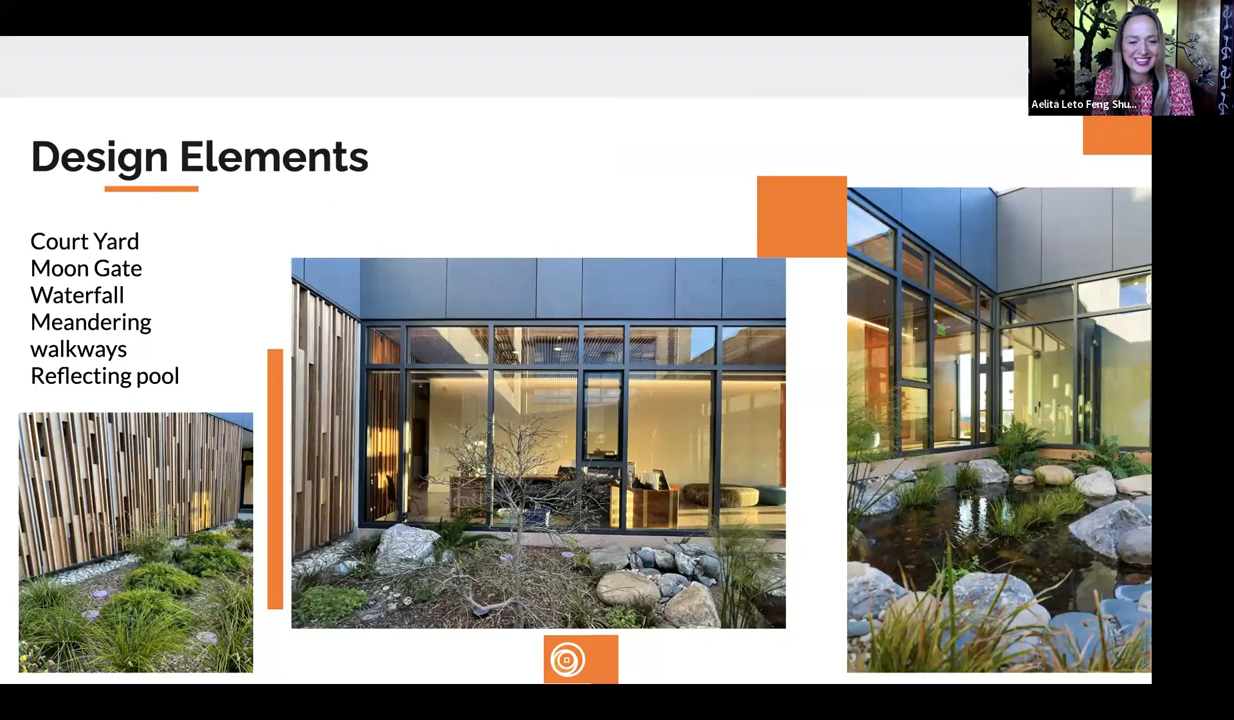 Aelita Leto Feng Shu...
Design Elements
Court Yard
Moon Gate
Waterfall
Meandering
walkways
Reflecting pool